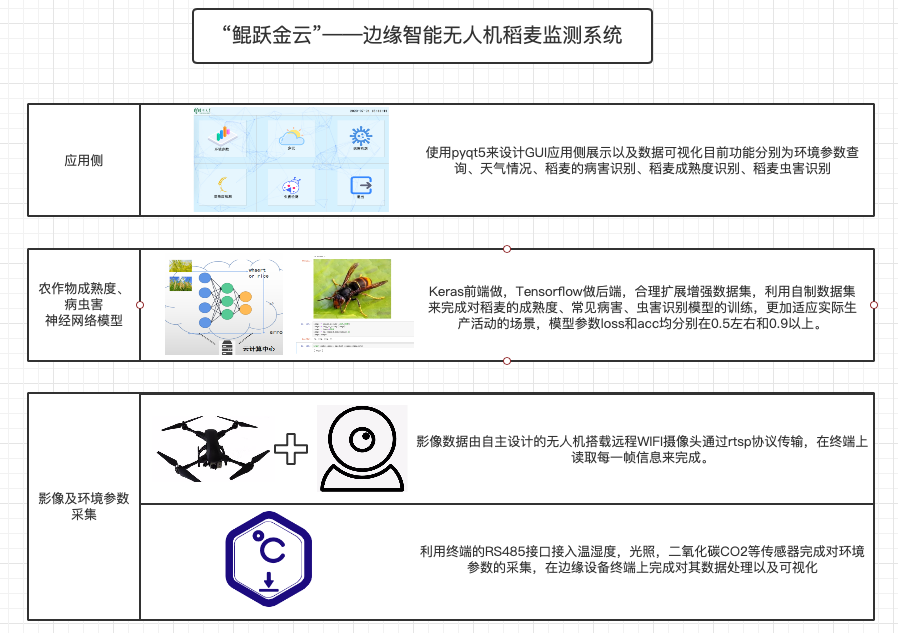 “鲲跃金云”——边缘智能无人机稻麦监测系统
应用侧
使用pyqt5来设计GUI应用侧展示以及数据可视化目前功能分别为环境参数查
询、天气情况、稻麦的病害识别、稻麦成熟度识别、稻麦虫害识别
农作物成熟度、
病虫害
神经网络模型
or rice
云计算中心
Keras前端做，Tensorflow做后端，合理扩展增强数据集，利用自制数据集
来完成对稻麦的成熟度、常见病害、虫害识别模型的训练，更加适应实际生
产活动的场景，模型参数loss和acc均分别在0.5左右和0.9以上。
影像及环境参数
采集
影像数据由自主设计的无人机搭载远程WIFI摄像头通过rtsp协议传输，在终端上
读取每一帧信息来完成。
利用终端的RS485接口接入温湿度，光照，二氧化碳CO2等传感器完成对环境
参数的采集，在边缘设备终端上完成对其数据处理以及可视化